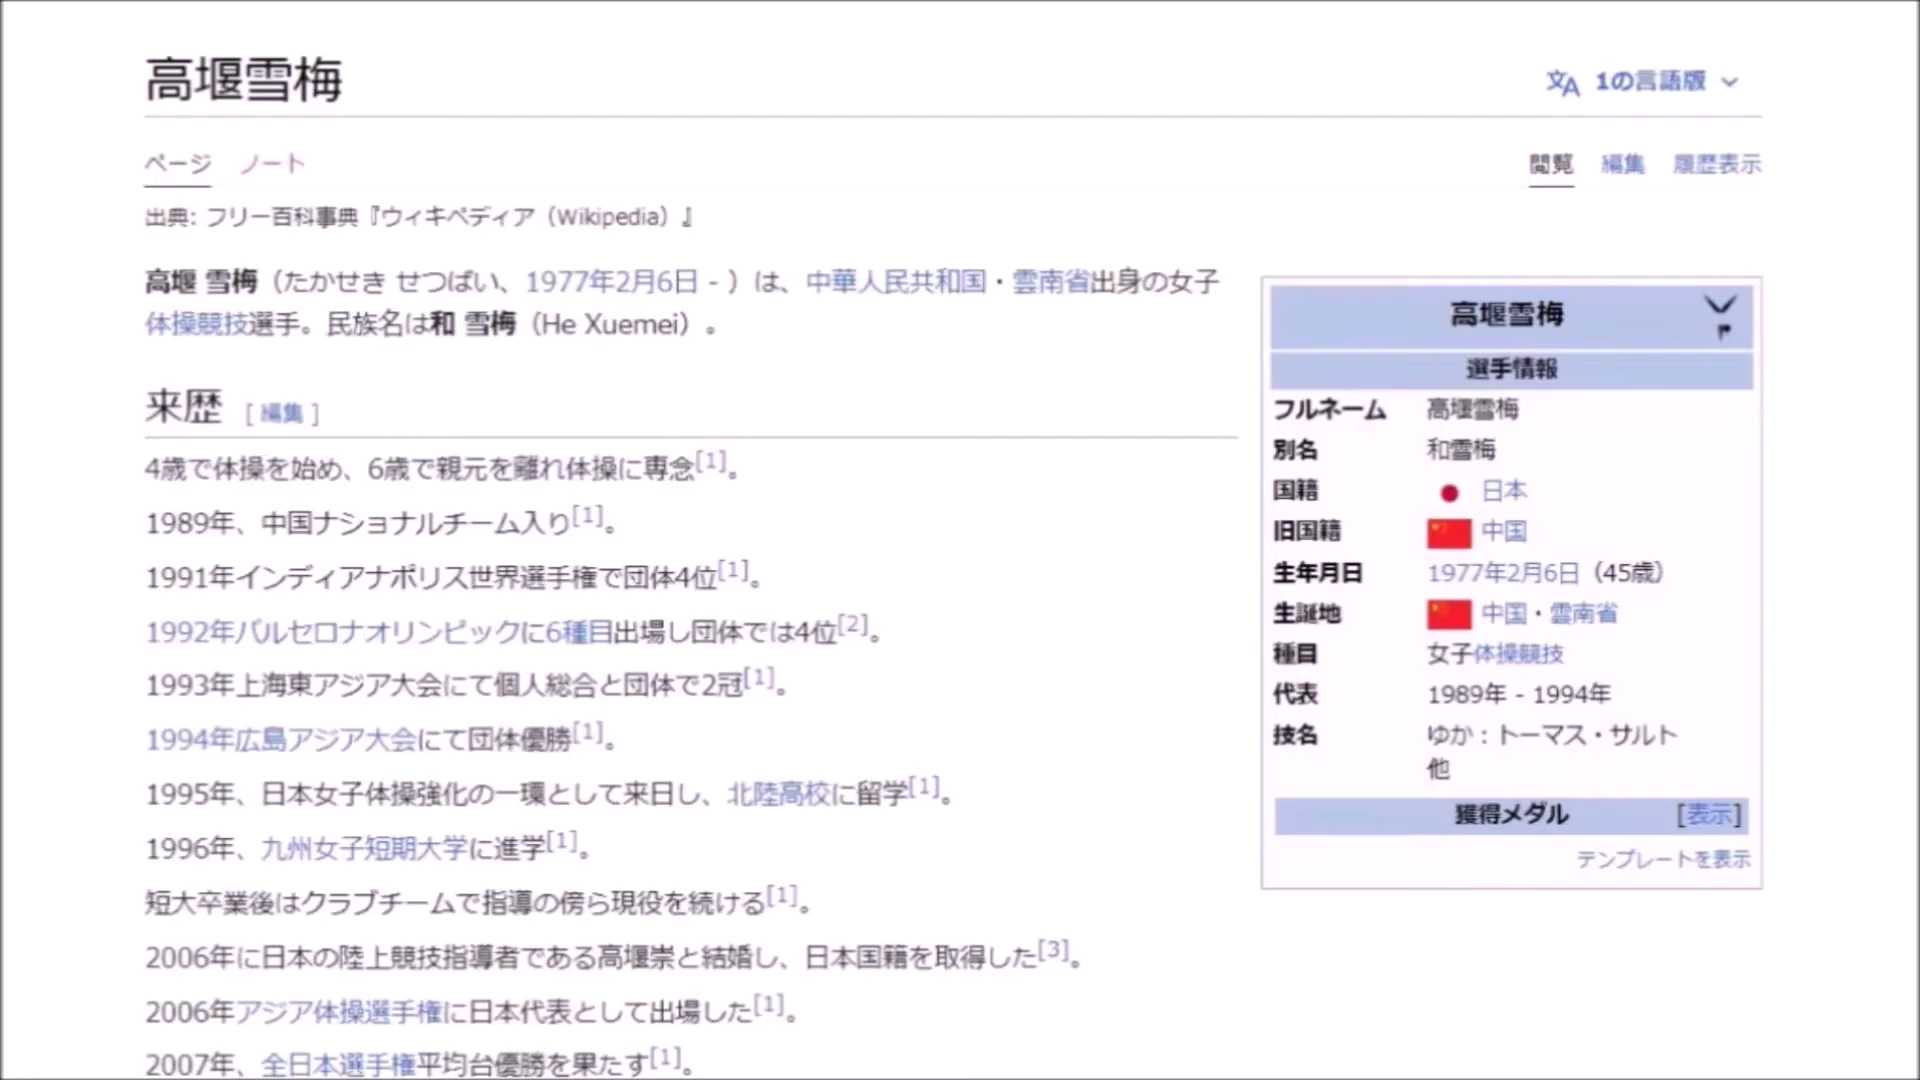 高堰雪梅
1の言語版
ページ ノート
閲覧 編集 履歴表示
出典: フリー百科事典『ウィキペディア（Wikipedia）』
高堰 雪梅（たかせき せつばい、1977年2月6日 - ）は、中華人民共和国・雲南省出身の女子
体操競技選手。民族名は和 雪梅（He Xuemei）。
来歴 [ 編集 ]
4歳で体操を始め、6歳で親元を離れ体操に専念[1]。
1989年、中国ナショナルチーム入り[1]。
1991年インディアナポリス世界選手権で団体4位[1]。
1992年バルセロナオリンピックに6種目出場し団体では4位[2]。
1993年上海東アジア大会にて個人総合と団体で2冠[1]。
1994年広島アジア大会にて団体優勝[1]。
1995年、日本女子体操強化の一環として来日し、北陸高校に留学[1]。
1996年、九州女子短期大学に進学[1]。
短大卒業後はクラブチームで指導の傍ら現役を続ける[1]。
2006年に日本の陸上競技指導者である高堰崇と結婚し、日本国籍を取得した[3]。
2006年アジア体操選手権に日本代表として出場した[1]。
2007年、全日本選手権平均台優勝を果たす[1]。
高堰雪梅
選手情報
フルネーム 高堰雪梅
別名 和雪梅
国籍 日本
旧国籍 中国
生年月日 1977年2月6日（45歳）
生誕地 中国・雲南省
種目 女子体操競技
代表 1989年 - 1994年
技名 ゆか：トーマス・サルト
他
獲得メダル [表示]
テンプレートを表示